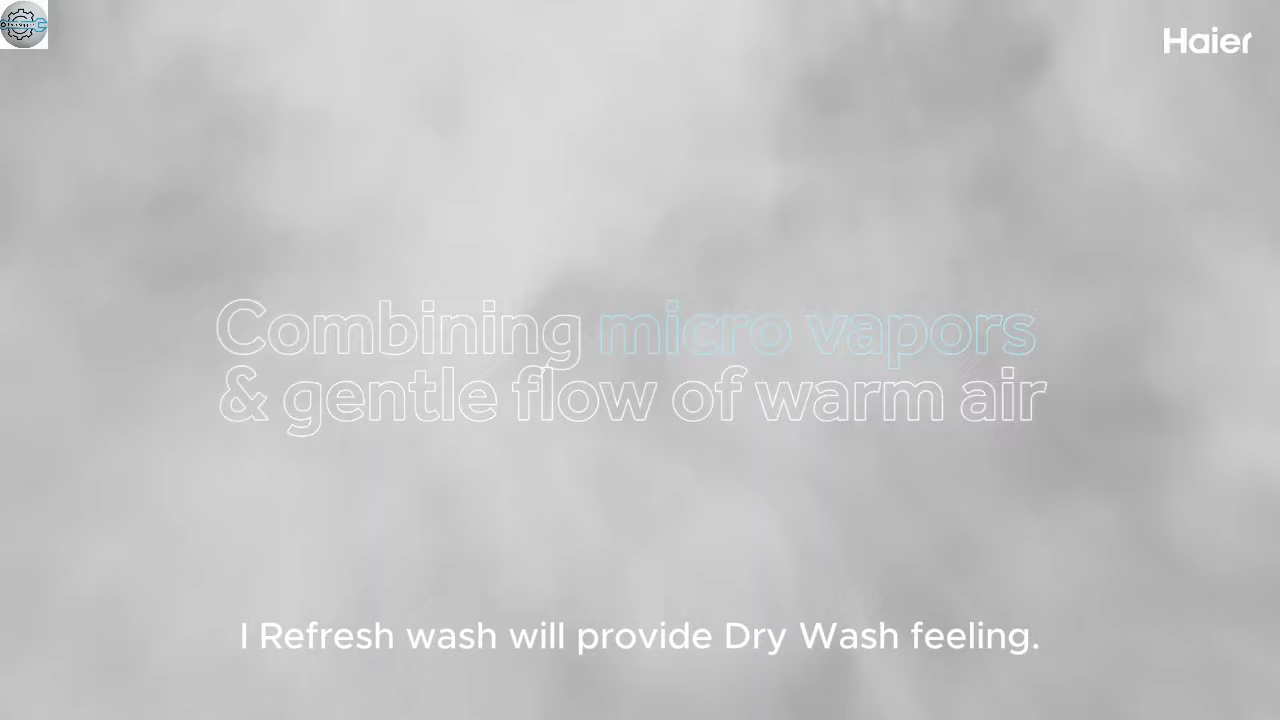 Haier
Combining micro vapors
& gentle flow of warm air
I Refresh wash will provide Dry Wash feeling.